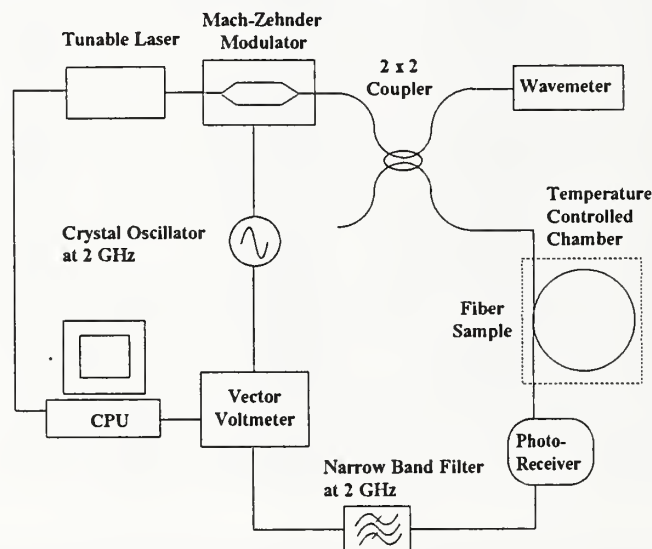 Tunable Laser
Mach-Zehnder
Modulator
2 x 2
Coupler
Wavemeter
Temperature
Controlled
Chamber
Crystal Oscillator
at 2 GHz
Fiber
Sample
CPU
Vector
Voltmeter
Photo-
Receiver
Narrow Band Filter
at 2 GHz